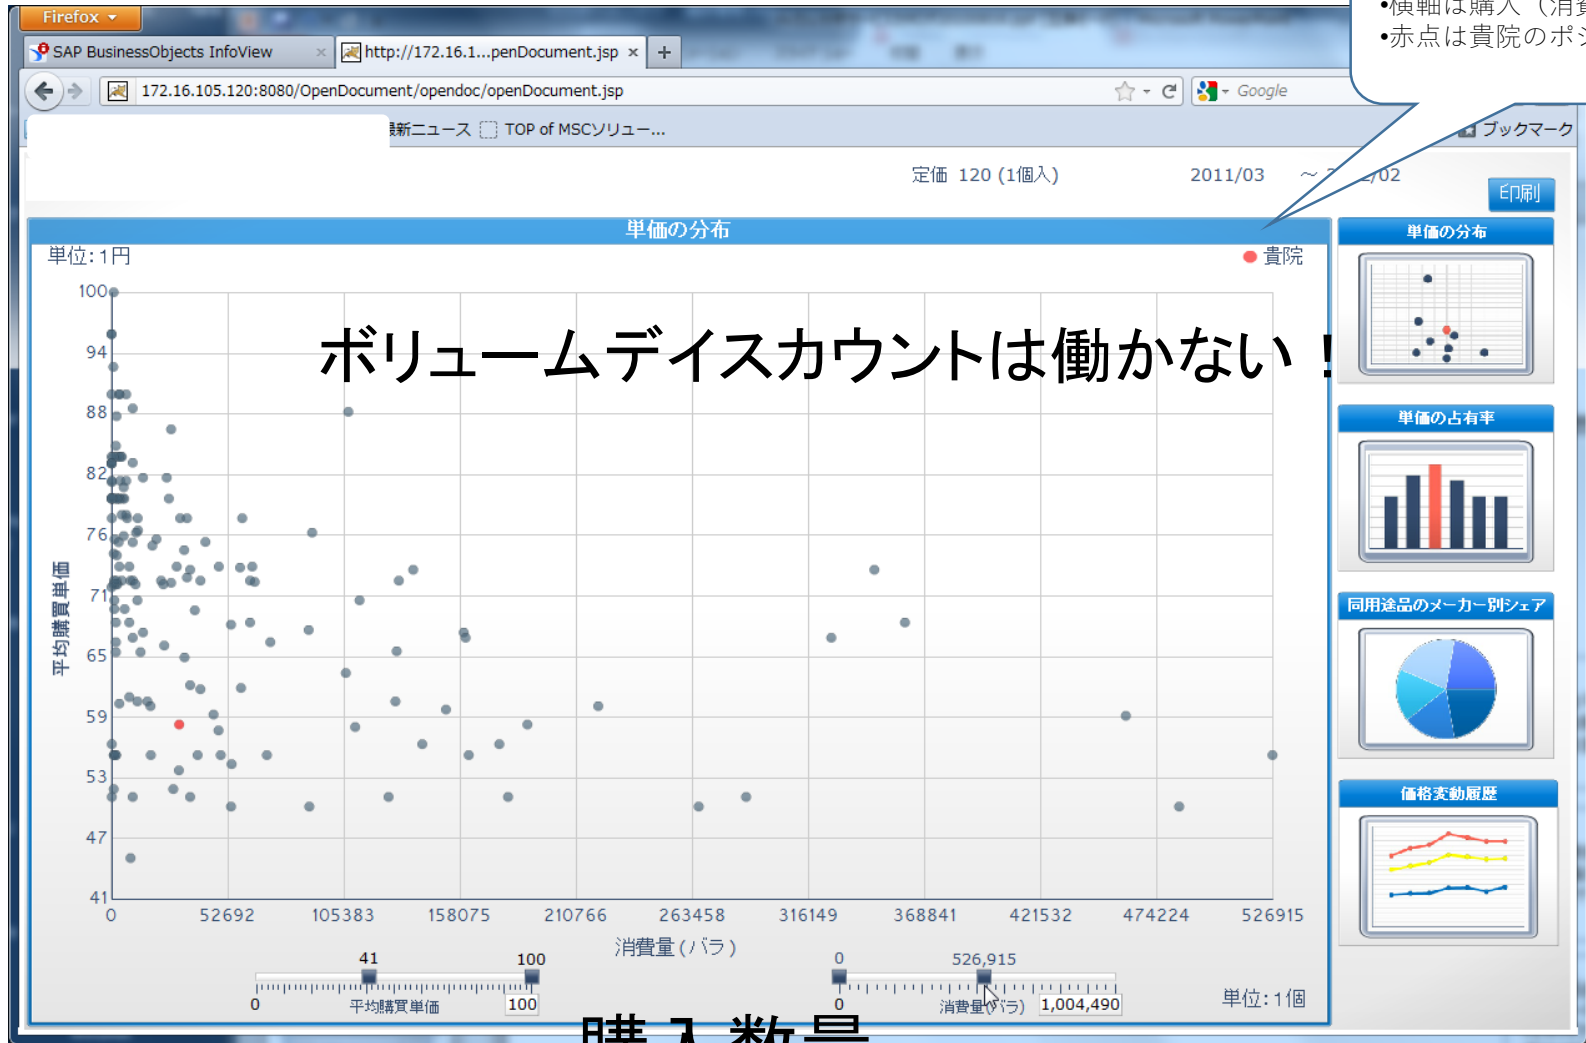 •横軸は購入（消
•赤点は貴院のポジ
Firefox
SAP BusinessObjects InfoView
http://172.16.1...penDocument.jsp
172.16.105.120:8080/OpenDocument/opendoc/openDocument.jsp
Google
最新ニュース
TOP of MSCソリュー...
ブックマーク
定価 120 (1個入)
2011/03 ～
/02
印刷
単価の分布
単位:1円
貴院
ボリュームデイスカウントは働かない！
100
94
88
82
76
71
65
59
53
47
41
平均購買単価
0 52692 105383 158075 210766 263458 316149 368841 421532 474224 526915
消費量(バラ)
41 100
0 平均購買単価 100
0 526,915
0 消費量(バラ) 1,004,490
単位:1個
購入数量
単価の分布
単価の占有率
同用途品のメーカー別シェア
価格変動履歴